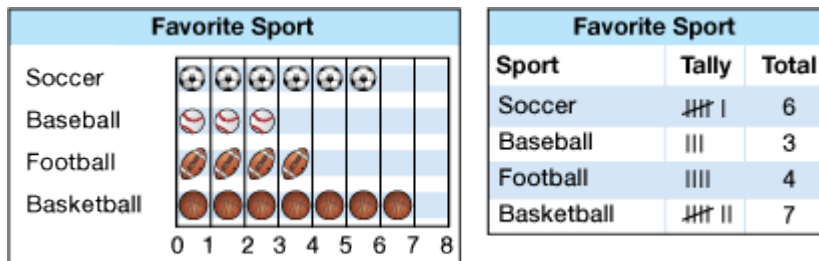 Favorite Sport
Soccer
Baseball
Football
Basketball
0 1 2 3 4 5 6 7 8
Favorite Sport
Sport Tally Total
Soccer 6
Baseball 3
Football 4
Basketball 7